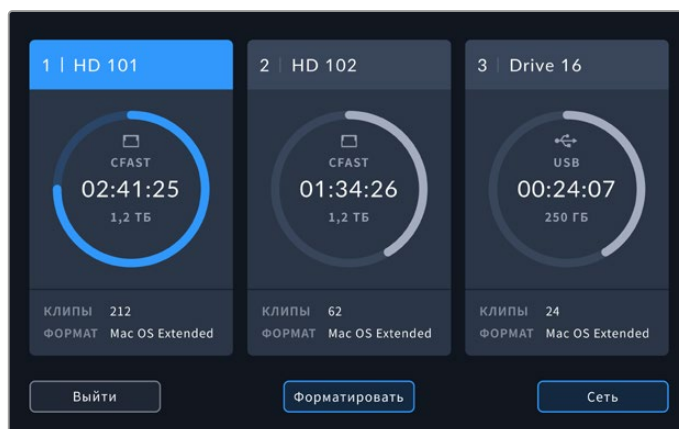 1 | HD 101
2 | HD 102
3 | Drive 16
CFAST
02:41:25
1,2 ТБ
CFAST
01:34:26
1,2 ТБ
USB
00:24:07
250 ГБ
КЛИПЫ 212
ФОРМАТ Mac OS Extended
КЛИПЫ 62
ФОРМАТ Mac OS Extended
КЛИПЫ 24
ФОРМАТ Mac OS Extended
Выйти
Форматировать
Сеть